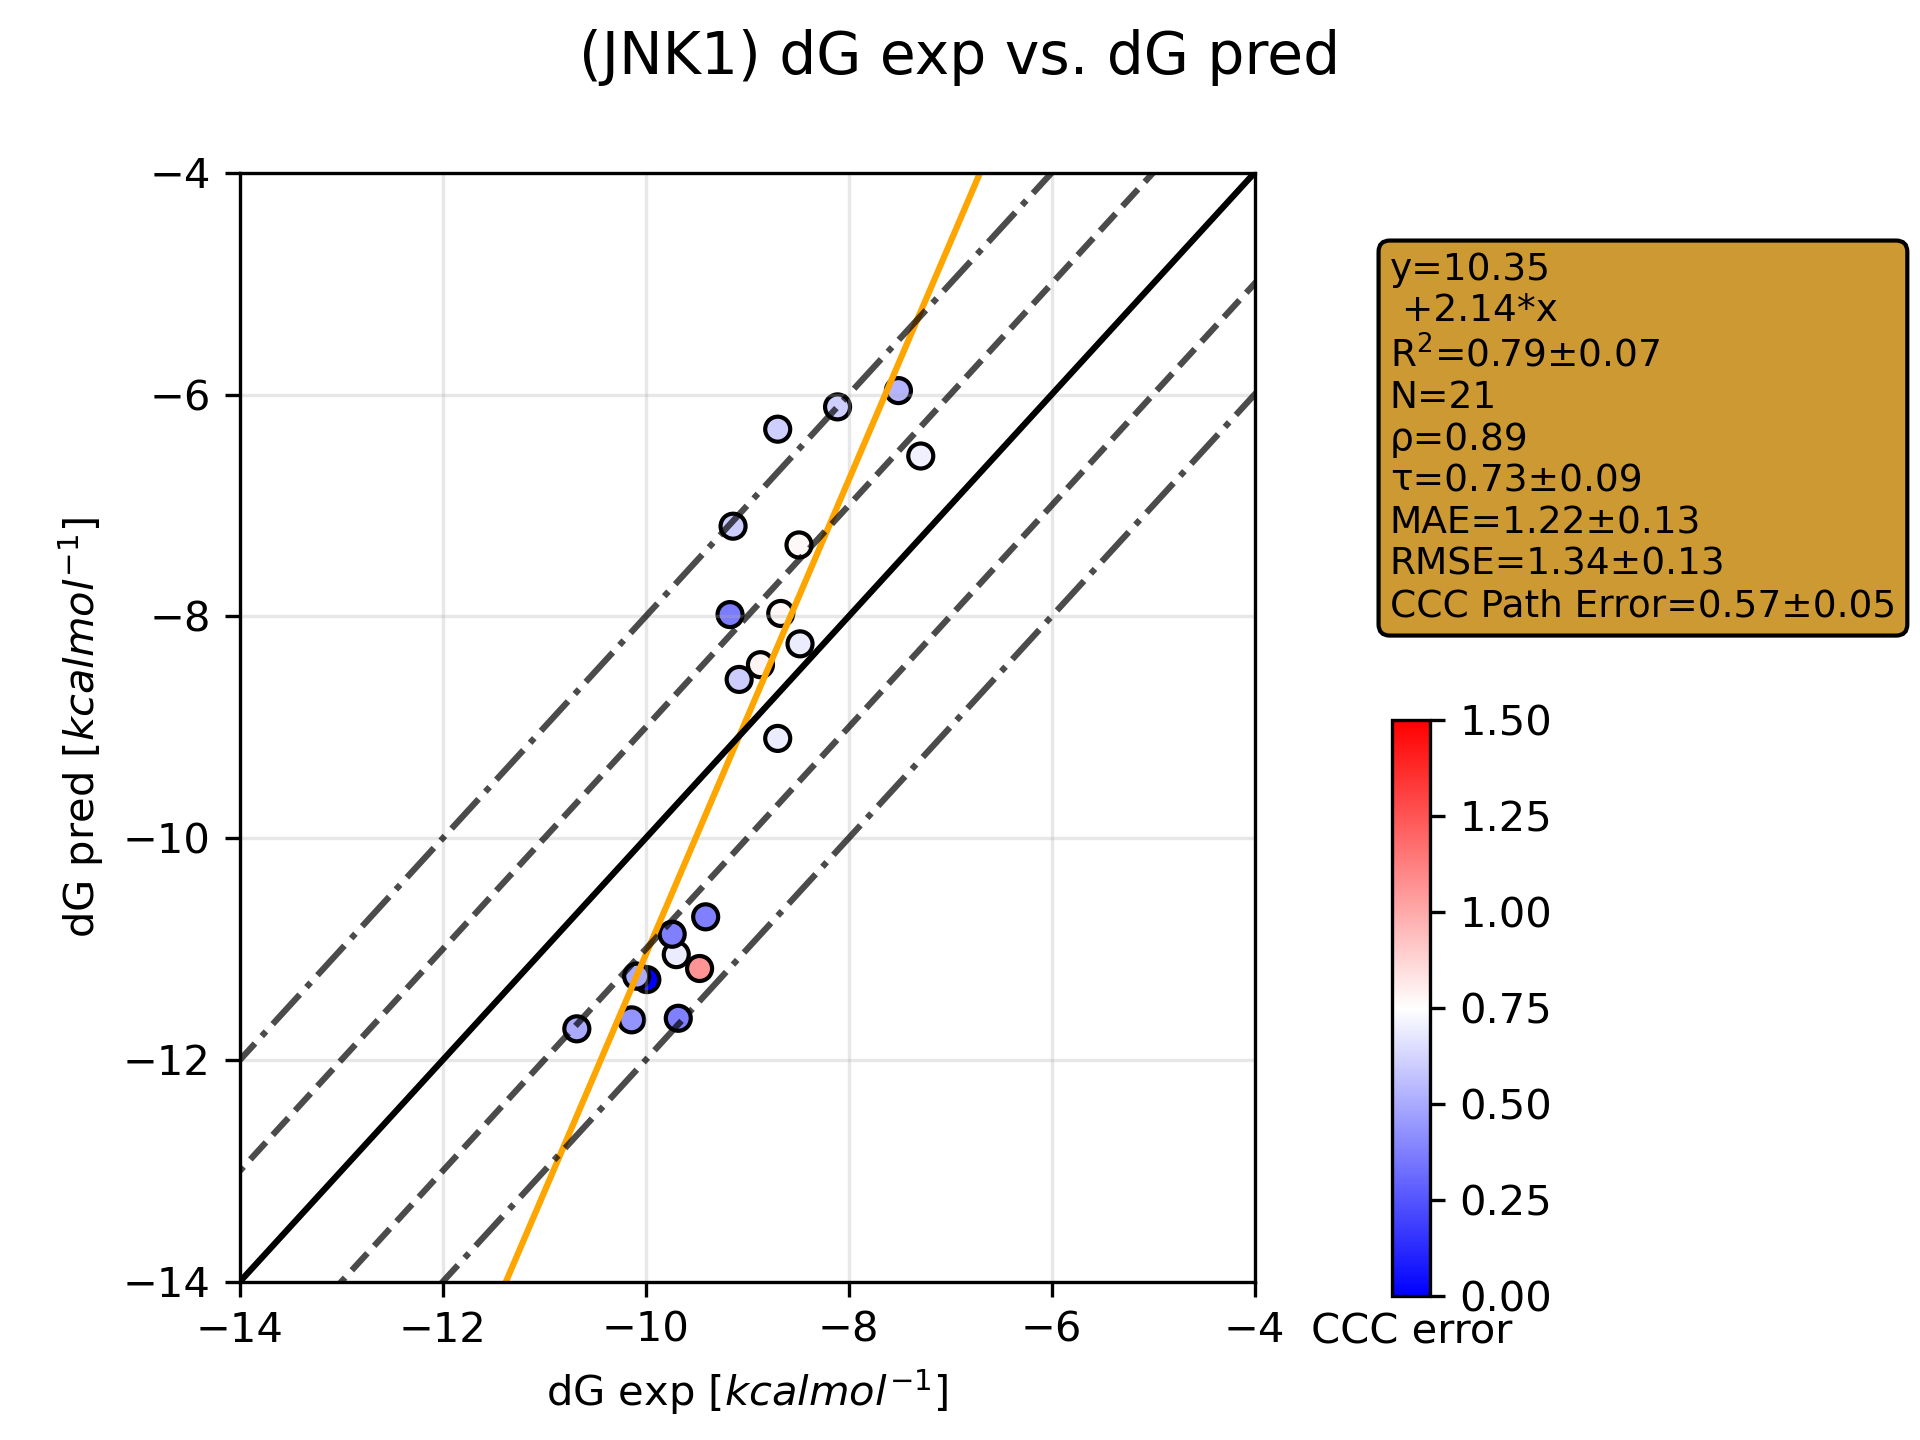 (JNK1) dG exp vs. dG pred
−4
−6
−8
−10
−12
−14
dG pred [kcalmol⁻¹]
−14 −12 −10 −8 −6 −4
dG exp [kcalmol⁻¹]
y=10.35
+2.14*x
R²=0.79±0.07
N=21
ρ=0.89
τ=0.73±0.09
MAE=1.22±0.13
RMSE=1.34±0.13
CCC Path Error=0.57±0.05
1.50
1.25
1.00
0.75
0.50
0.25
0.00
CCC error